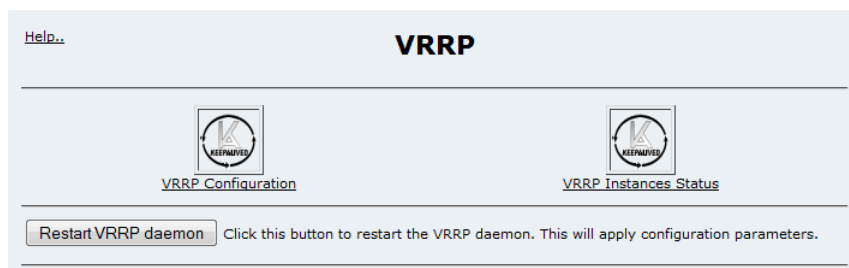 Help..
VRRP
KEEPALIVED
KEEPALIVED
VRRP Configuration
VRRP Instances Status
Restart VRRP daemon Click this button to restart the VRRP daemon. This will apply configuration parameters.